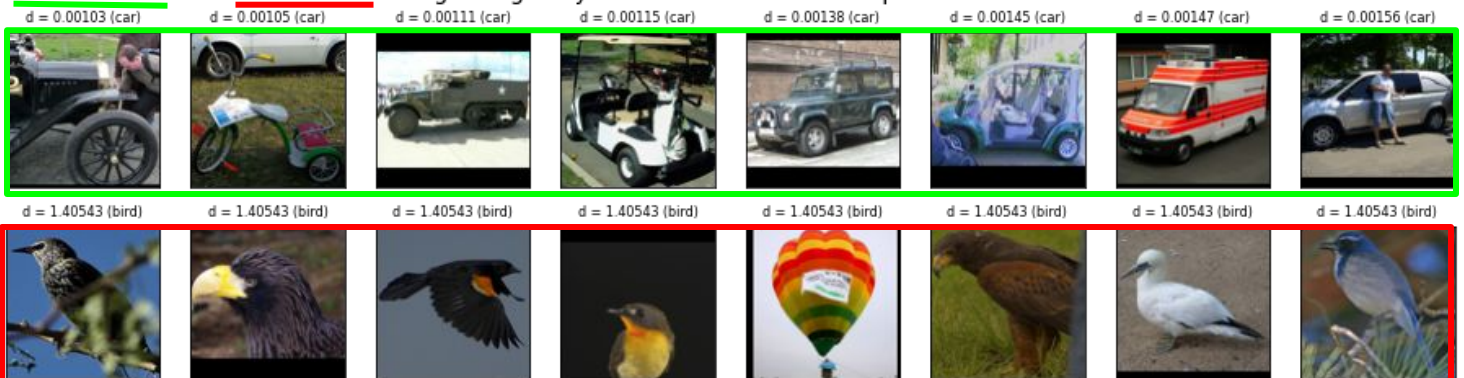 d = 0.00103 (car) d = 0.00105 (car) d = 0.00111 (car) d = 0.00115 (car) d = 0.00138 (car) d = 0.00145 (car) d = 0.00147 (car) d = 0.00156 (car)
d = 1.40543 (bird) d = 1.40543 (bird) d = 1.40543 (bird) d = 1.40543 (bird) d = 1.40543 (bird) d = 1.40543 (bird) d = 1.40543 (bird) d = 1.40543 (bird)